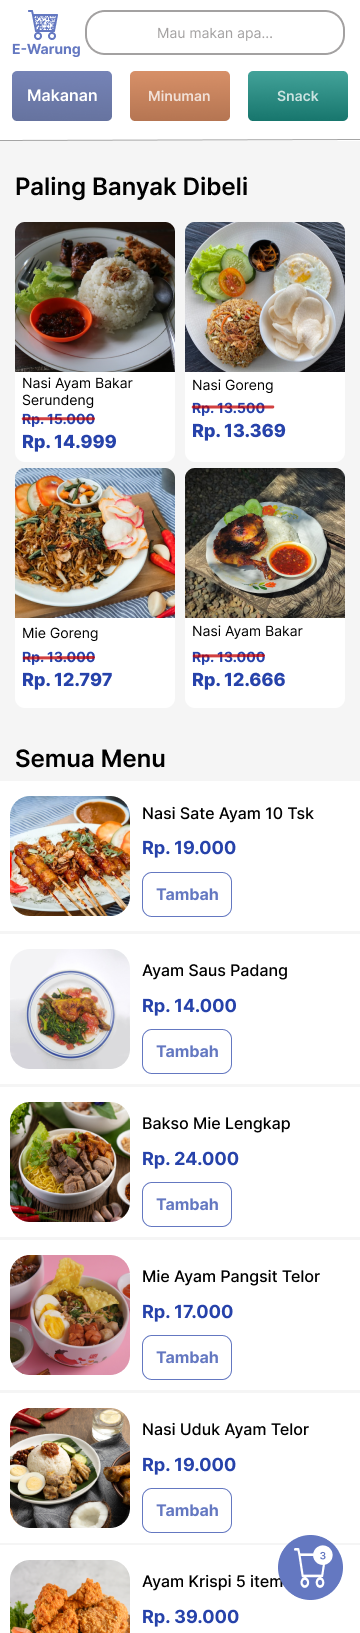 E-Warung
Mau makan apa...
Makanan
Minuman
Snack
Paling Banyak Dibeli
Nasi Ayam Bakar
Serundeng
Rp. 15.000
Rp. 14.999
Nasi Goreng
Rp. 13.500
Rp. 13.369
Mie Goreng
Rp. 13.000
Rp. 12.797
Nasi Ayam Bakar
Rp. 13.000
Rp. 12.666
Semua Menu
Nasi Sate Ayam 10 Tsk
Rp. 19.000
Tambah
Ayam Saus Padang
Rp. 14.000
Tambah
Bakso Mie Lengkap
Rp. 24.000
Tambah
Mie Ayam Pangsit Telor
Rp. 17.000
Tambah
Nasi Uduk Ayam Telor
Rp. 19.000
Tambah
3
Ayam Krispi 5 item
Rp. 39.000